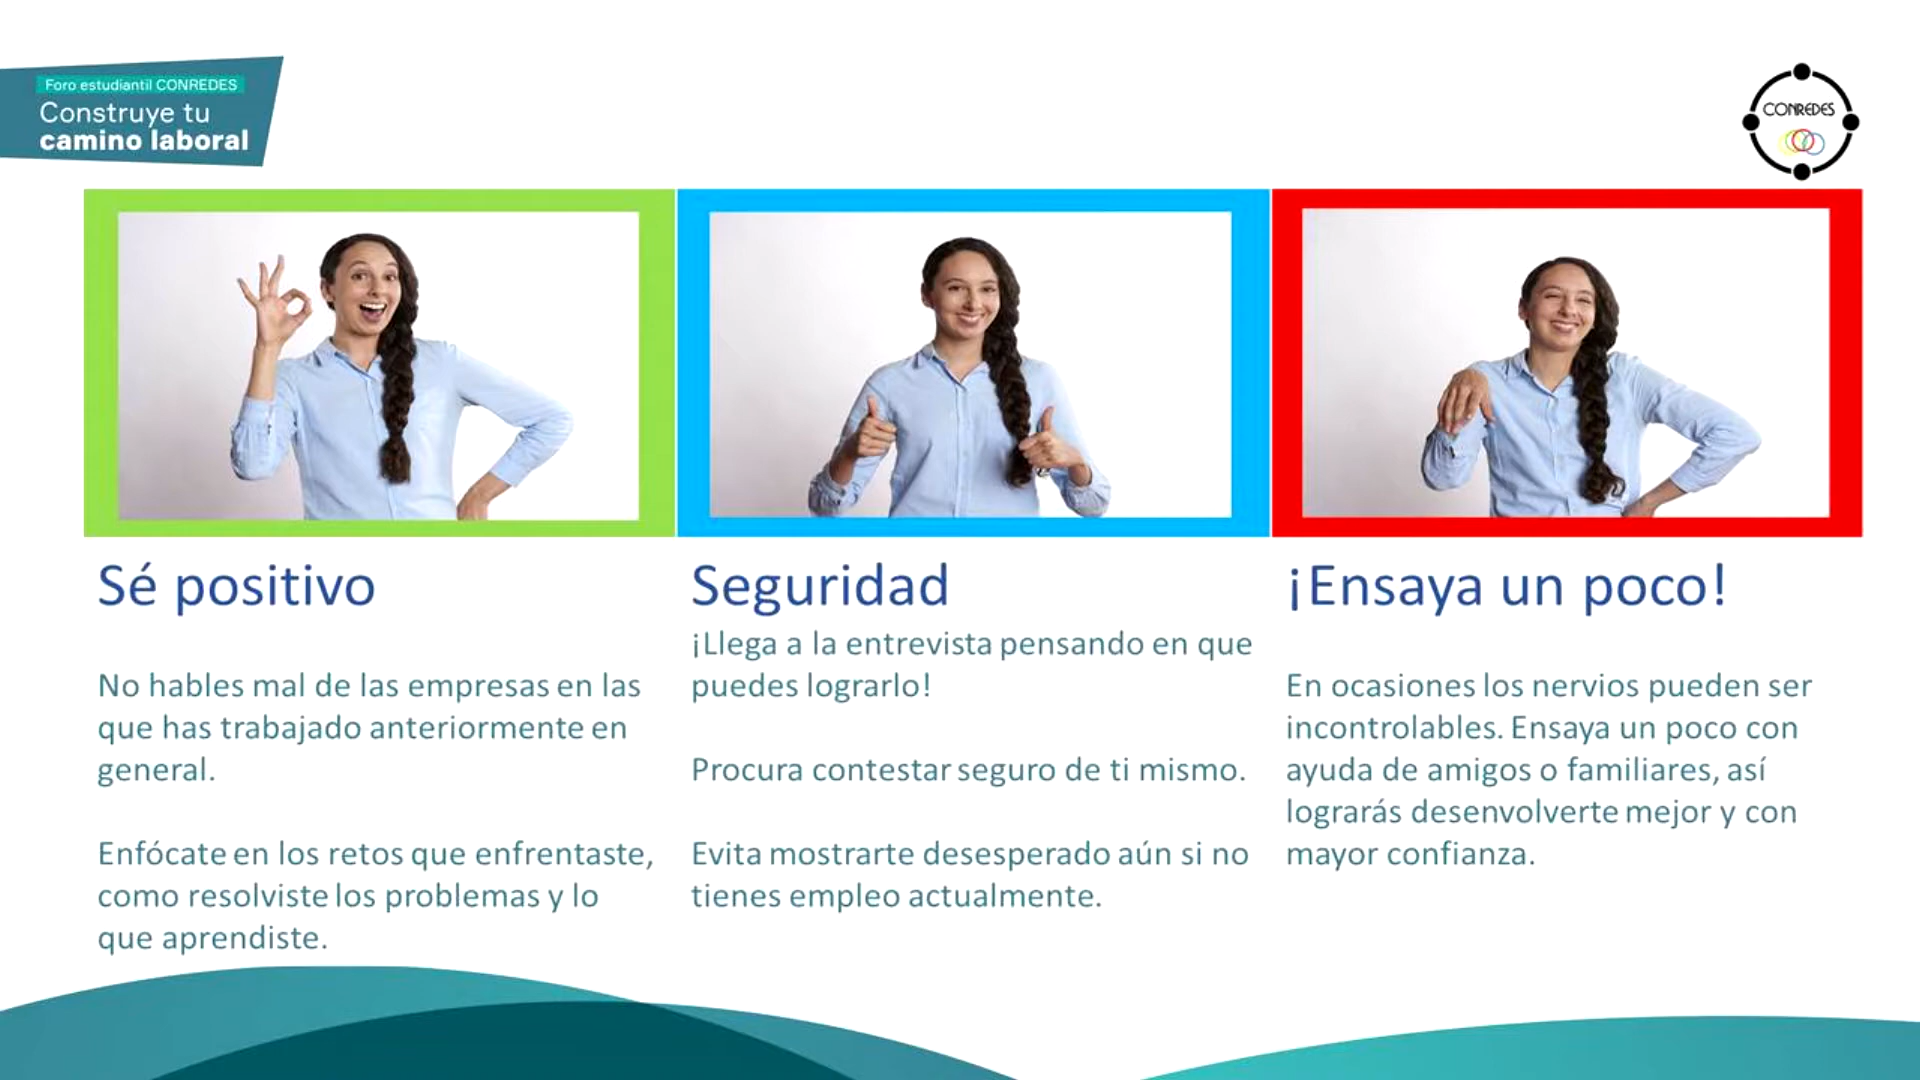 Foro estudiantil CONREDES
Construye tu
camino laboral
CONREDES
Sé positivo
No hables mal de las empresas en las
que has trabajado anteriormente en
general.
Enfócate en los retos que enfrentaste,
como resolviste los problemas y lo
que aprendiste.
Seguridad
¡Llega a la entrevista pensando en que
puedes lograrlo!
Procura contestar seguro de ti mismo.
Evita mostrarte desesperado aún si no
tienes empleo actualmente.
¡Ensaya un poco!
En ocasiones los nervios pueden ser
incontrolables. Ensaya un poco con
ayuda de amigos o familiares, así
lograrás desenvolverte mejor y con
mayor confianza.